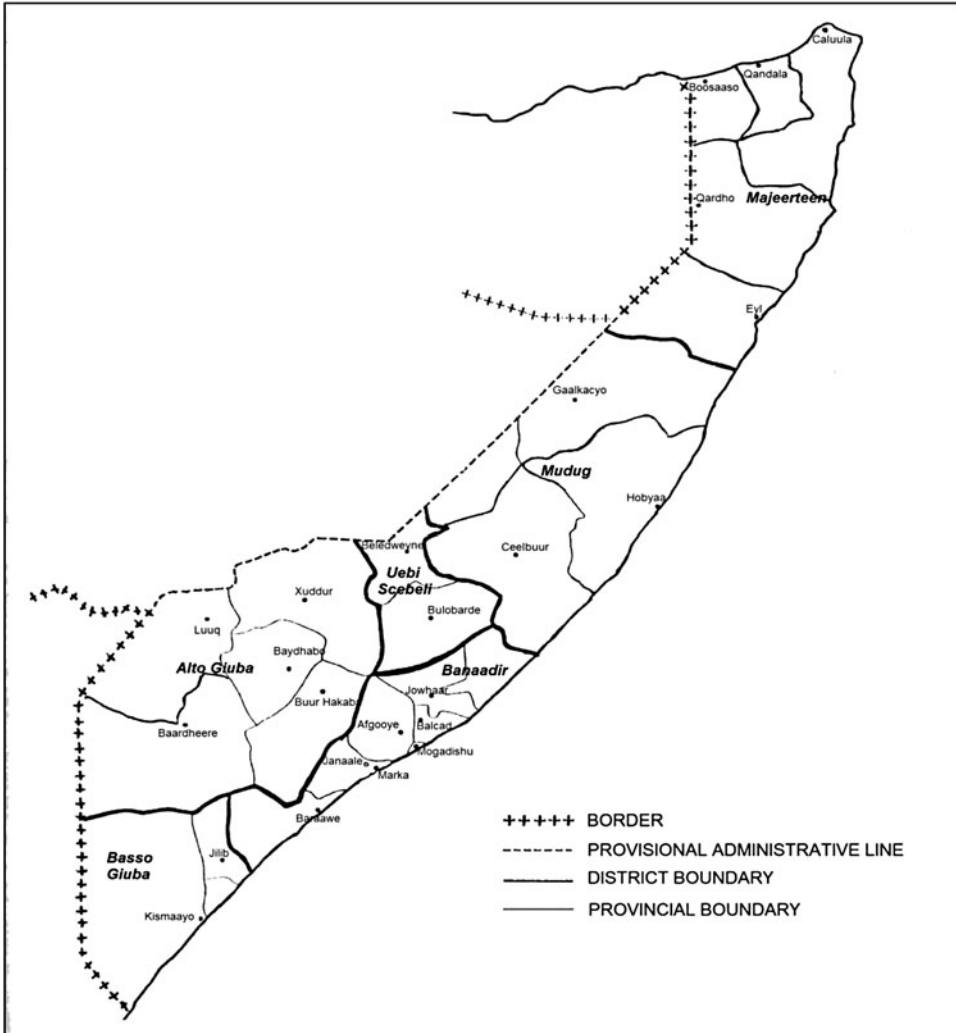 Caluula
Qandala
Boosaaso
Qardho
Majeerteen
Eyl
Gaalkacyo
Mudug
Hobyaa
Ceelbuur
Beledweyne
Uebi
Scebeli
Bulobarde
Xuddur
Luuq
Baydhabo
Alto Giuba
Buur Hakaba
Baardheere
Banaadir
Jowhaar
Afgooye
Balcad
Mogadishu
Janaale
Marka
Baraawe
Basso
Giuba
Jilib
Kismaayo
BORDER
PROVISIONAL ADMINISTRATIVE LINE
DISTRICT BOUNDARY
PROVINCIAL BOUNDARY